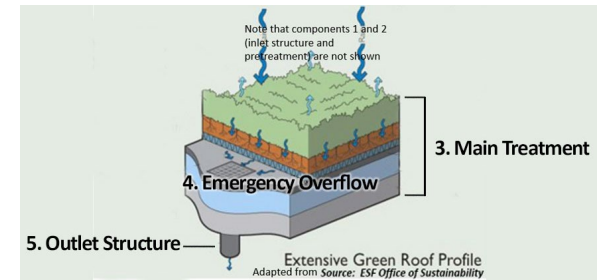 Note that components 1 and 2
(inlet structure and
pretreatment) are not shown
3. Main Treatment
4. Emergency Overflow
5. Outlet Structure
Extensive Green Roof Profile
Adapted from Source: ESF Office of Sustainability